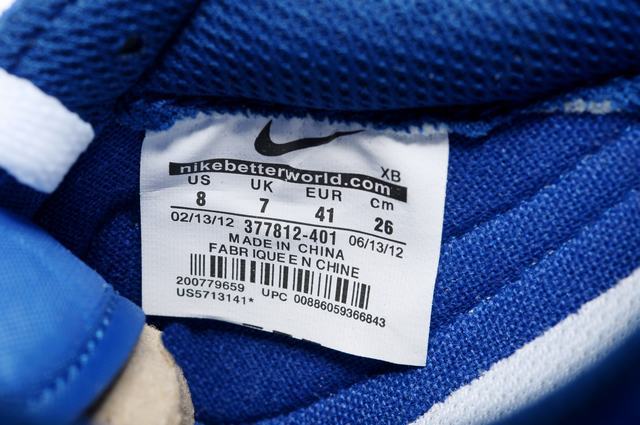 XB
nikebetterworld.com
US UK EUR Cm
8 7 41 26
02/13/12 377812-401 06/13/12
MADE IN CHINA
FABRIQUE EN CHINE
200779659 UPC 00886059366843
US5713141*